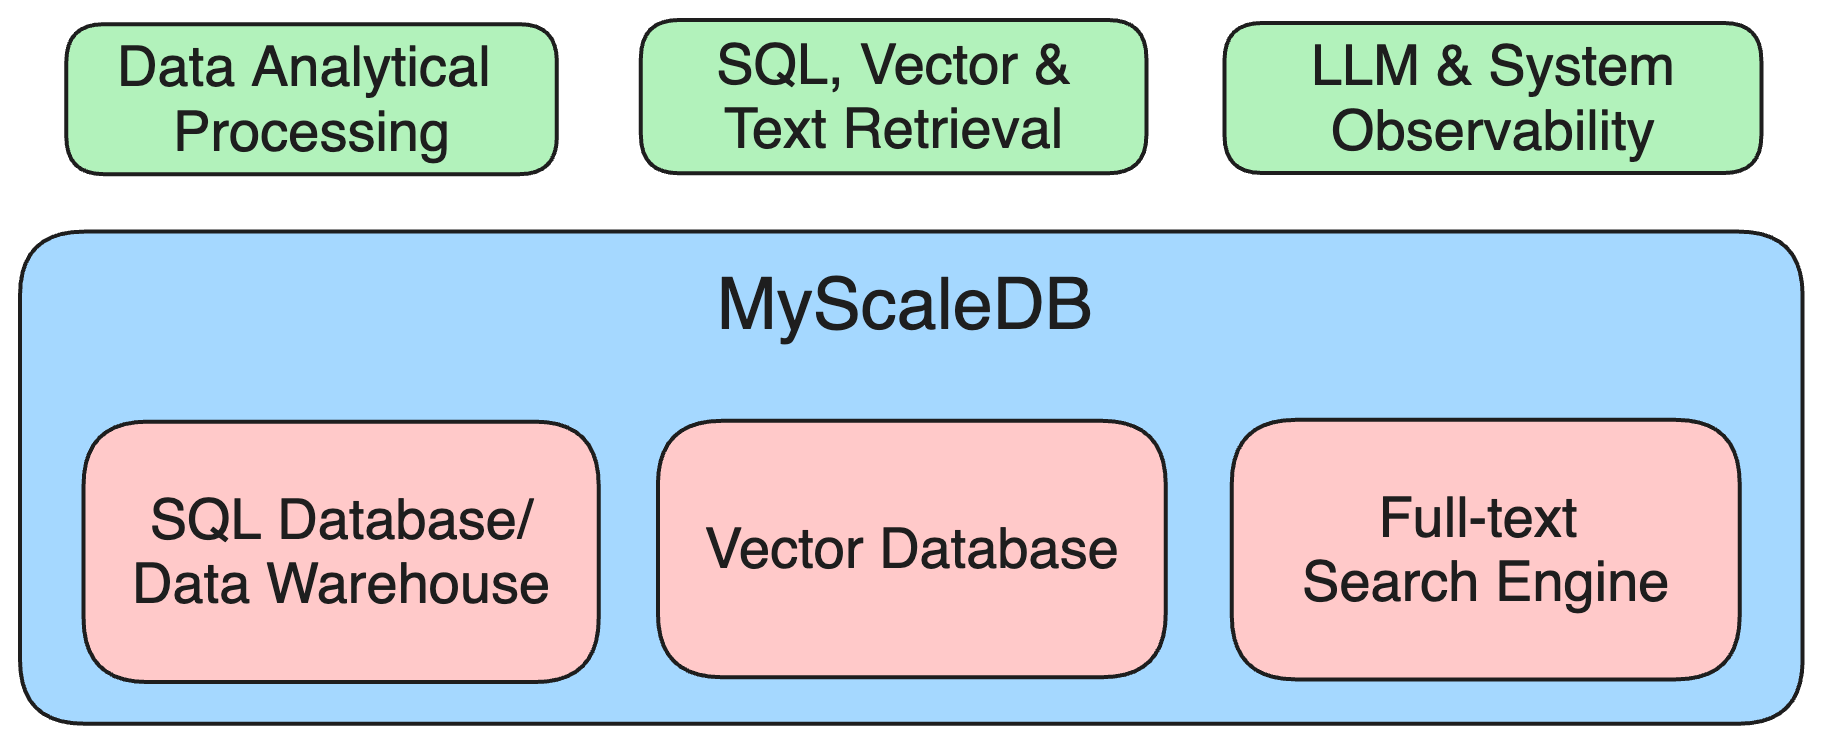 Data Analytical
Processing
SQL, Vector &
Text Retrieval
LLM & System
Observability
MyScaleDB
SQL Database/
Data Warehouse
Vector Database
Full-text
Search Engine